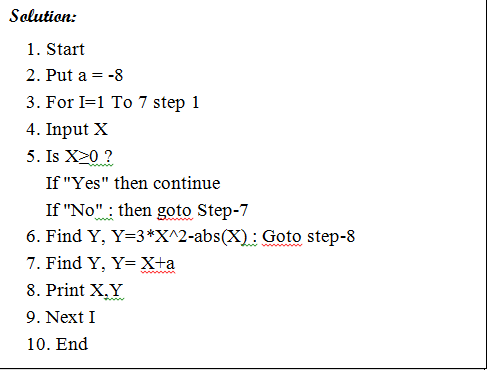 Solution:
1. Start
2. Put a = -8
3. For I=1 To 7 step 1
4. Input X
5. Is X≥0 ?
If "Yes" then continue
If "No" : then goto Step-7
6. Find Y, Y=3*X^2-abs(X) : Goto step-8
7. Find Y, Y= X+a
8. Print X,Y
9. Next I
10. End